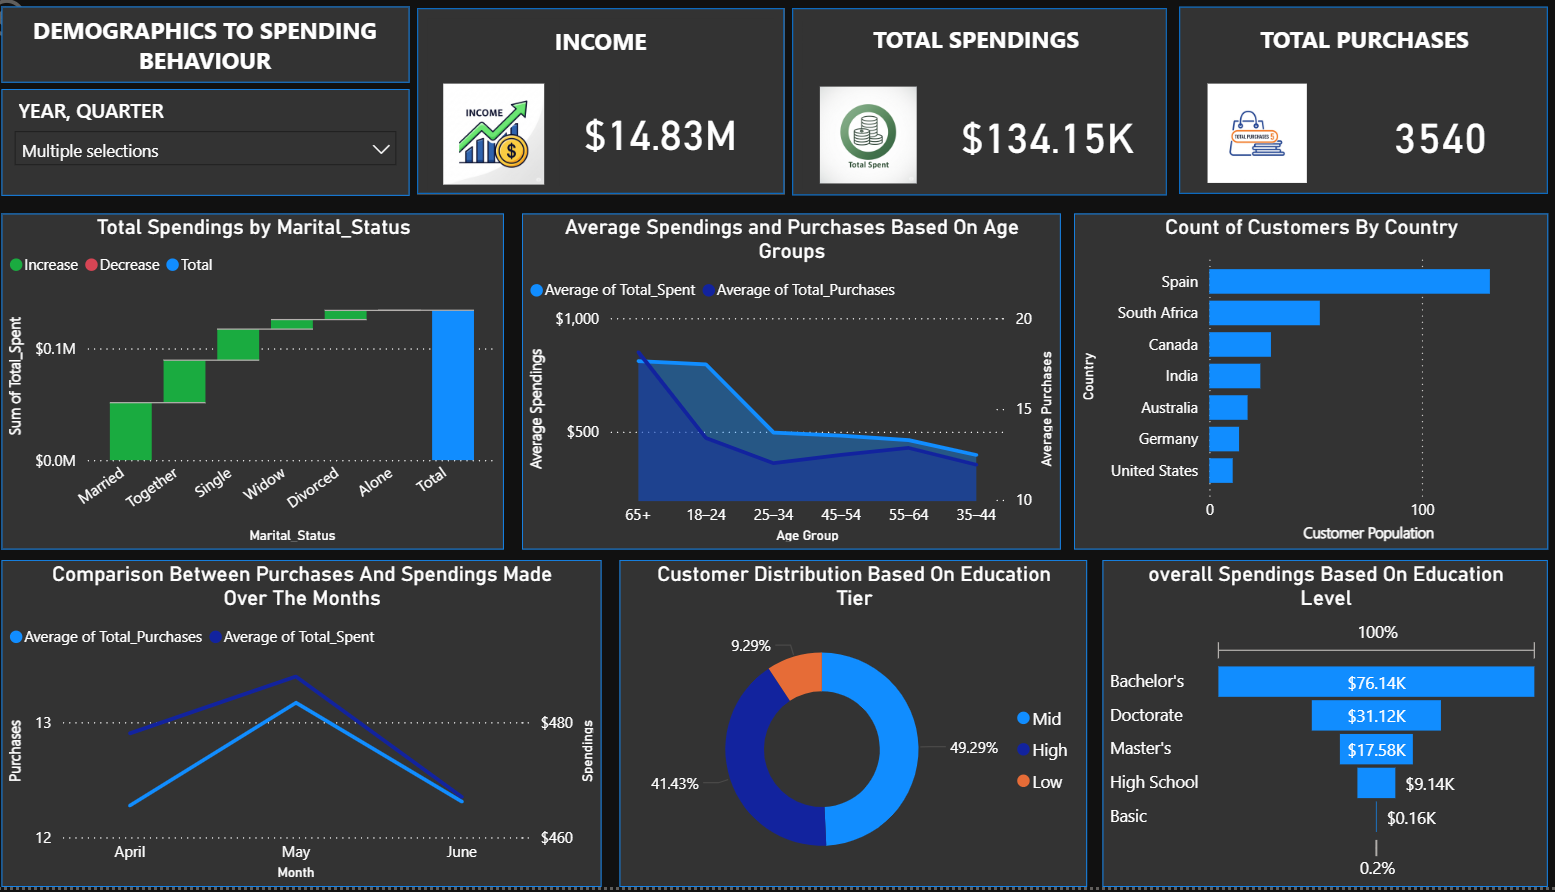 DEMOGRAPHICS TO SPENDING
BEHAVIOUR
YEAR, QUARTER
Multiple selections
INCOME
INCOME
$
$14.83M
TOTAL SPENDINGS
Total Spent
$134.15K
TOTAL PURCHASES
TOTAL PURCHASES
3540
Total Spendings by Marital_Status
Increase Decrease Total
Sum of Total_Spent
$0.1M
$0.0M
Married Together Single Widow Divorced Alone Total
Marital_Status
Average Spendings and Purchases Based On Age
Groups
Average of Total_Spent Average of Total_Purchases
Average Spendings
$1,000
$500
20
15
10
Average Purchases
65+ 18–24 25–34 45–54 55–64 35–44
Age Group
Count of Customers By Country
Country
Spain
South Africa
Canada
India
Australia
Germany
United States
0 100
Customer Population
Comparison Between Purchases And Spendings Made
Over The Months
Average of Total_Purchases Average of Total_Spent
Purchases
13
12
$480
$460
Spendings
April May June
Month
Customer Distribution Based On Education
Tier
9.29%
49.29%
41.43%
Mid
High
Low
overall Spendings Based On Education
Level
100%
Bachelor's $76.14K
Doctorate $31.12K
Master's $17.58K
High School $9.14K
Basic $0.16K
0.2%